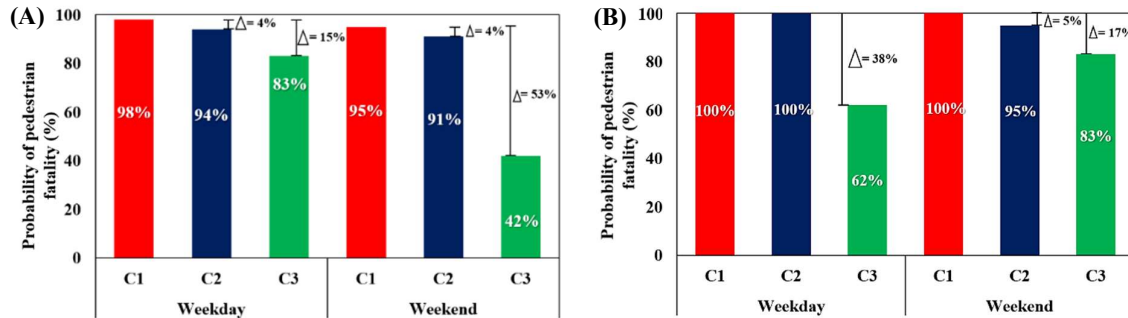 (A)
Probability of pedestrian
fatality (%)
100
80
60
40
20
0
98%
94%
83%
95%
91%
42%
Δ= 4%
Δ= 15%
Δ= 4%
Δ= 53%
C1 C2 C3 C1 C2 C3
Weekday Weekend
(B)
Probability of pedestrian
fatality (%)
100
80
60
40
20
0
100%
100%
62%
100%
95%
83%
Δ= 38%
Δ= 5%
Δ= 17%
C1 C2 C3 C1 C2 C3
Weekday Weekend